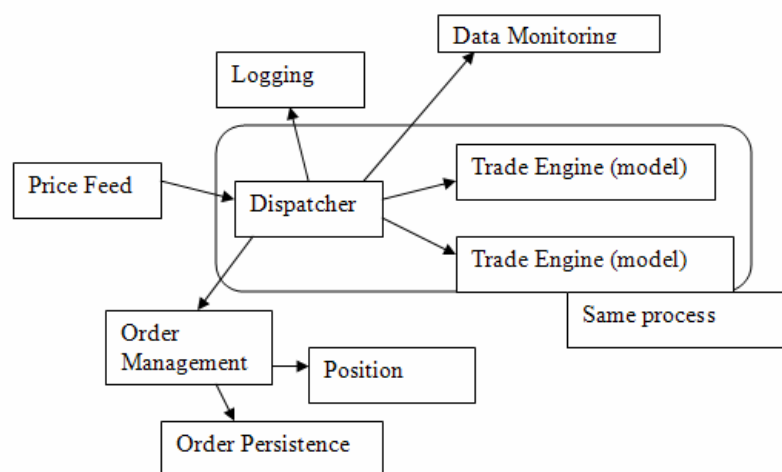 Data Monitoring
Logging
Trade Engine (model)
Price Feed
Dispatcher
Trade Engine (model)
Same process
Order
Management
Position
Order Persistence